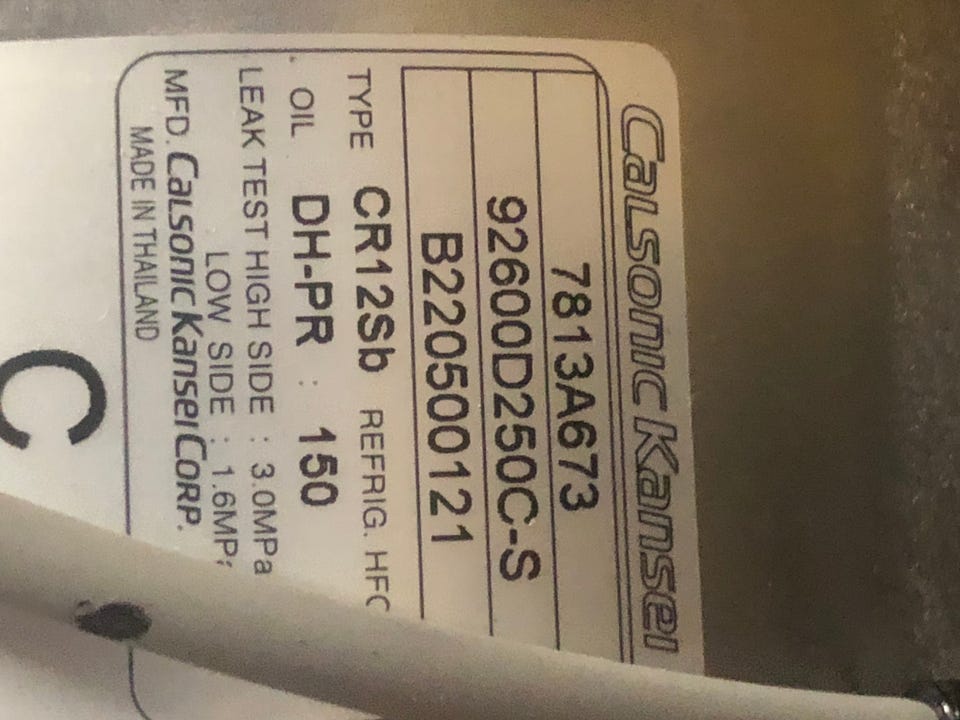 Calsonic Kansei
7813A673
92600D250C-S
B220500121
TYPE CR12Sb REFRIG. HFC
OIL DH-PR : 150
LEAK TEST HIGH SIDE : 3.0MPa
LOW SIDE : 1.6MPa
MFD. Calsonic Kansei Corp.
MADE IN THAILAND
C